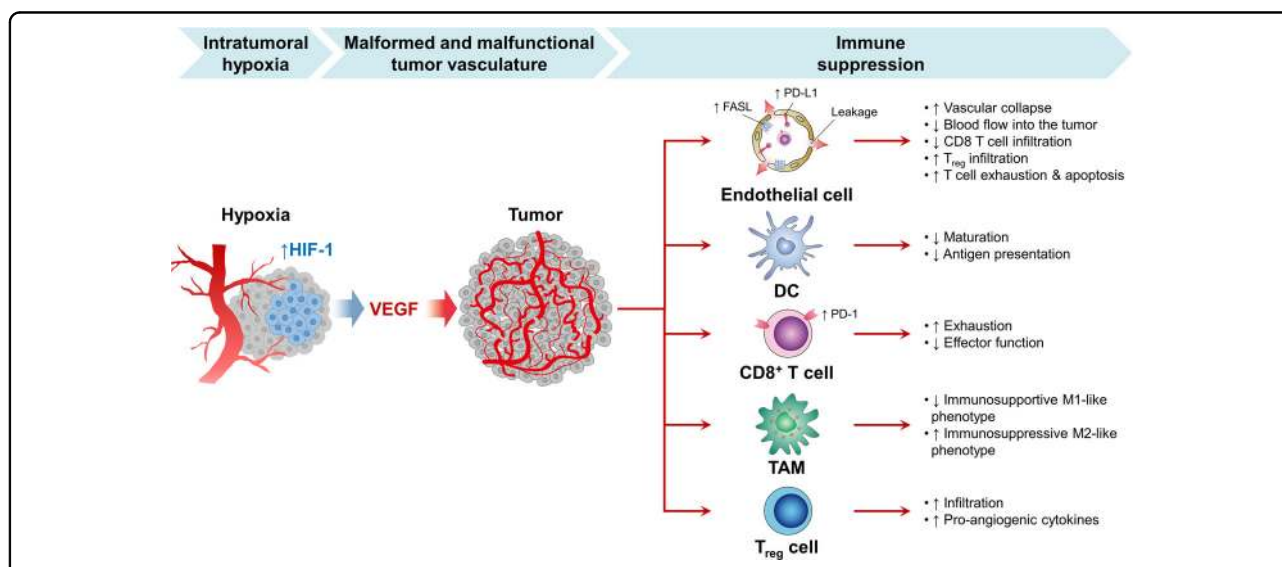 Intratumoral
hypoxia
Malformed and malfunctional
tumor vasculature
Immune
suppression
Hypoxia
↑HIF-1
VEGF
Tumor
↑ PD-L1
↑ FASL
Leakage
Endothelial cell
• ↑ Vascular collapse
• ↓ Blood flow into the tumor
• ↓ CD8 T cell infiltration
• ↑ Treg infiltration
• ↑ T cell exhaustion & apoptosis
DC
• ↓ Maturation
• ↓ Antigen presentation
↑ PD-1
CD8⁺ T cell
• ↑ Exhaustion
• ↓ Effector function
TAM
• ↓ Immunosupportive M1-like
phenotype
• ↑ Immunosuppressive M2-like
phenotype
Treg cell
• ↑ Infiltration
• ↑ Pro-angiogenic cytokines